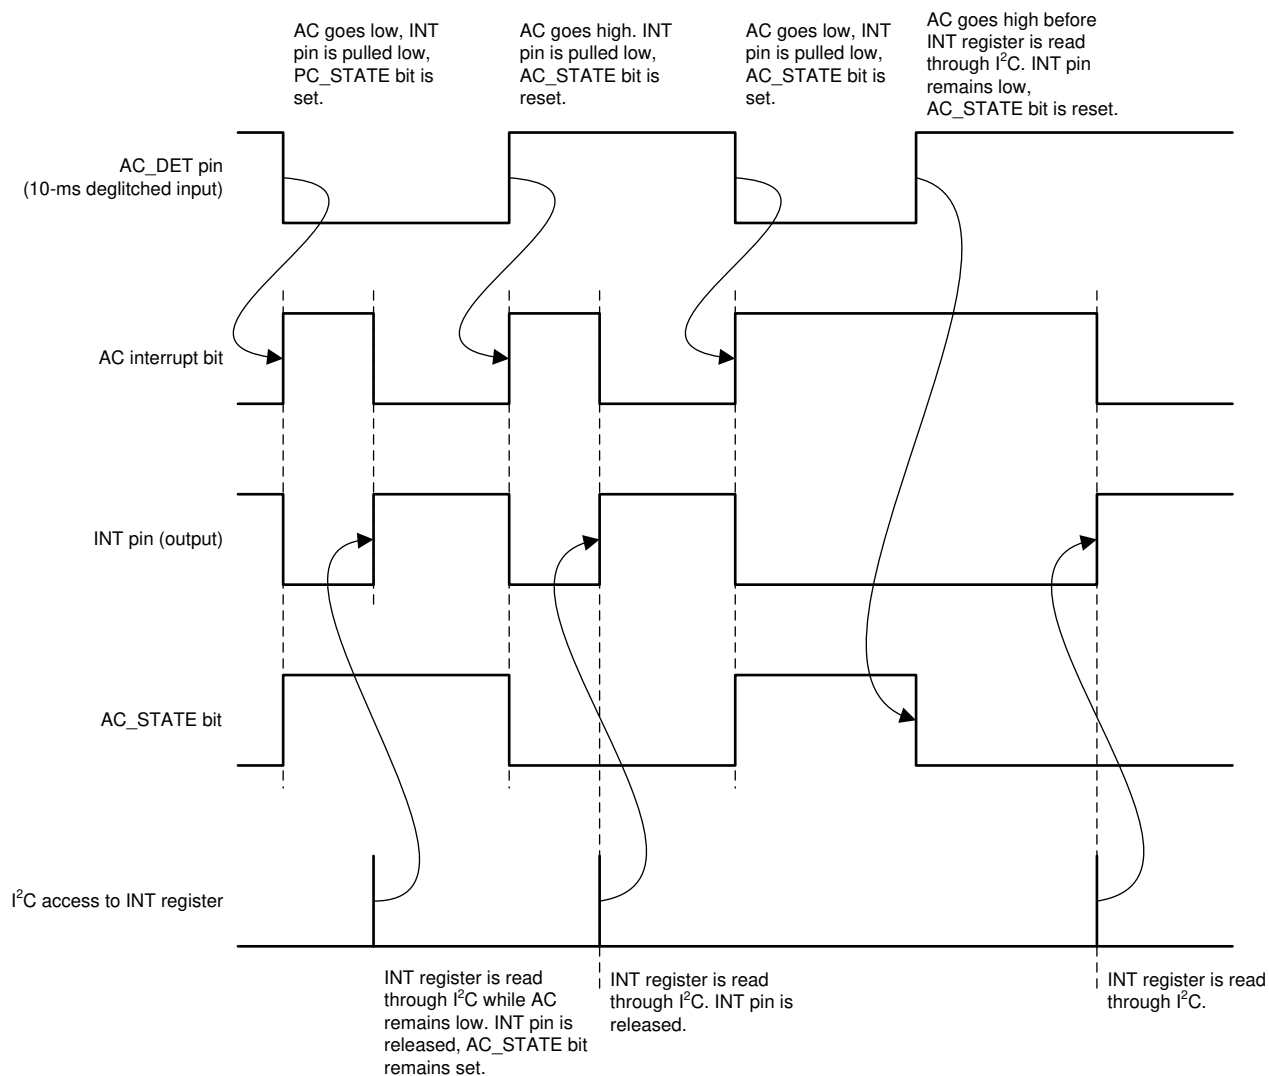 AC goes low, INT
pin is pulled low,
PC_STATE bit is
set.
AC goes high. INT
pin is pulled low,
AC_STATE bit is
reset.
AC goes low, INT
pin is pulled low,
AC_STATE bit is
set.
AC goes high before
INT register is read
through I²C. INT pin
remains low,
AC_STATE bit is reset.
AC_DET pin
(10-ms deglitched input)
AC interrupt bit
INT pin (output)
AC_STATE bit
I²C access to INT register
INT register is read
through I²C while AC
remains low. INT pin is
released, AC_STATE bit
remains set.
INT register is read
through I²C. INT pin is
released.
INT register is read
through I²C.